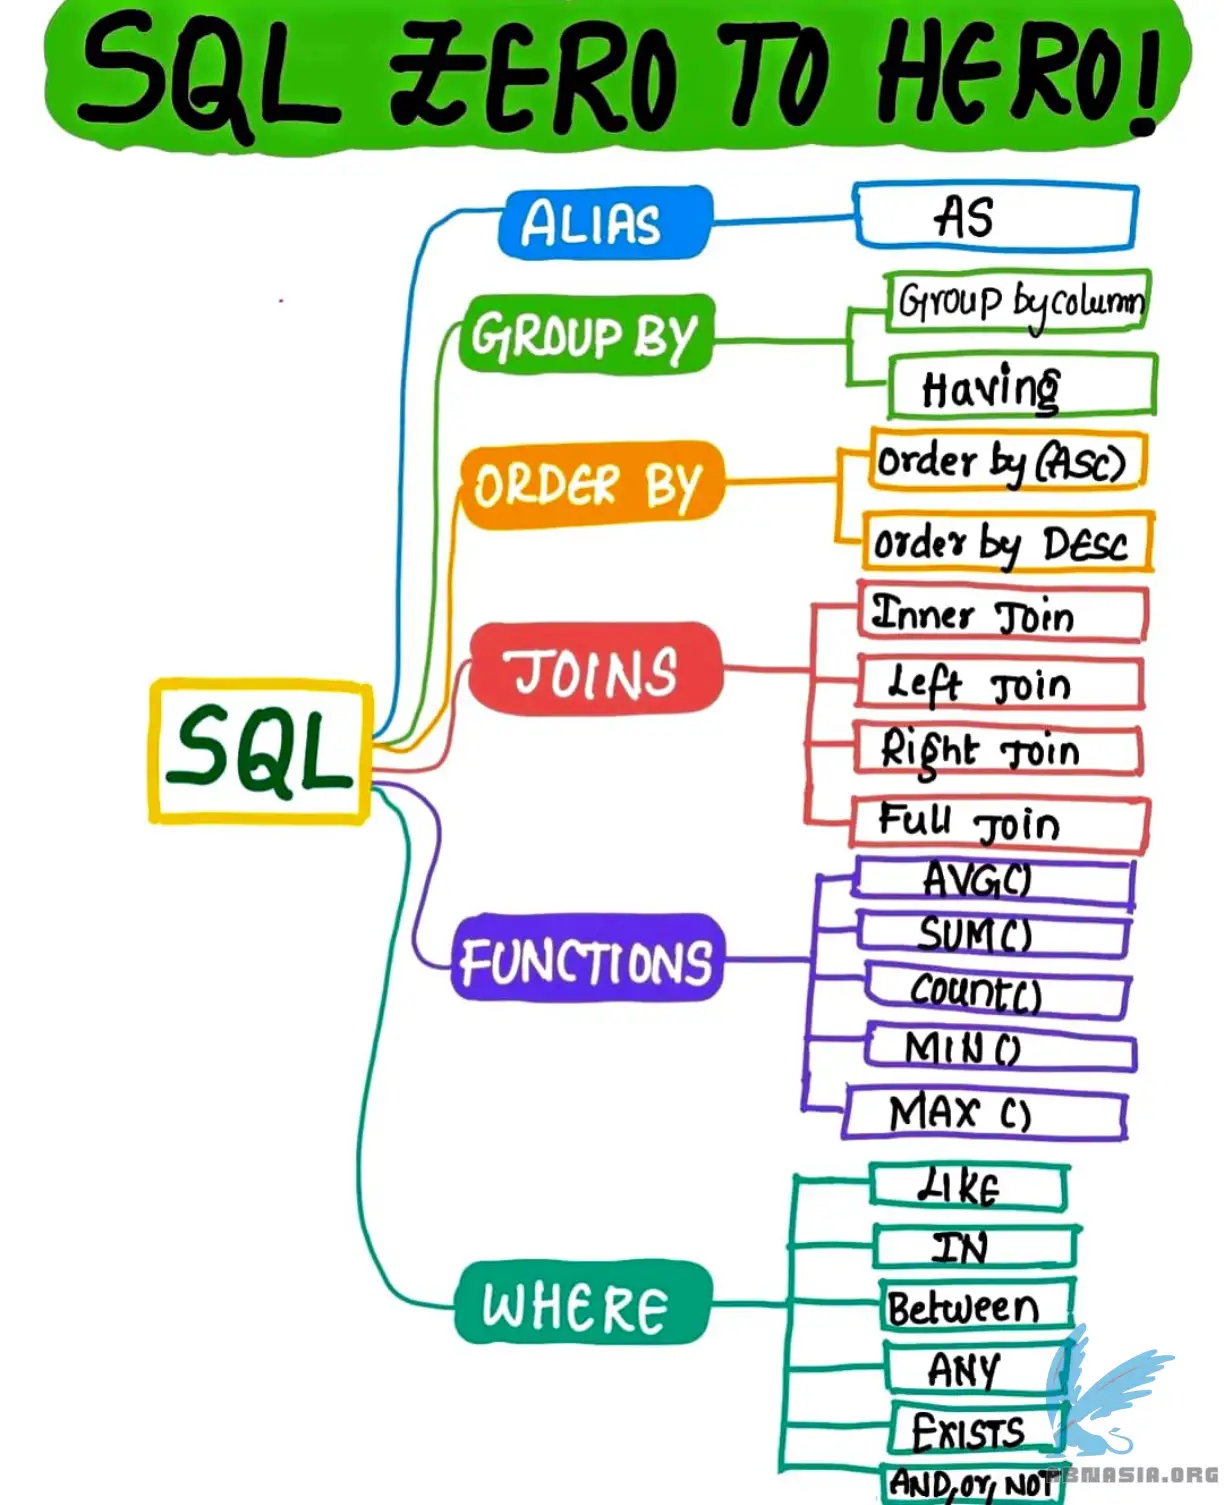 SQL ZERO TO HERO!
ALIAS
AS
GROUP BY
Group by column
Having
ORDER BY
order by (ASC)
order by DESC
JOINS
Inner Join
Left Join
Right Join
Full Join
SQL
FUNCTIONS
AVG()
SUM()
Count()
MIN()
MAX ()
WHERE
LIKE
IN
Between
ANY
EXISTS
AND, or, NOT
ABNASIA.ORG